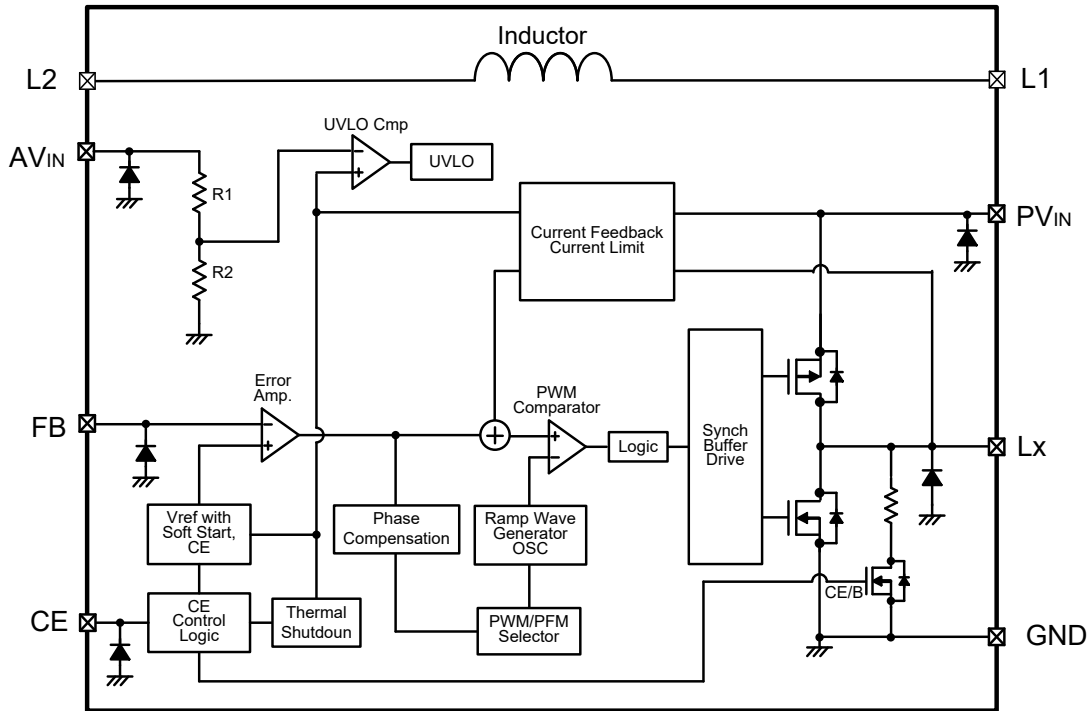 Inductor
L2
L1
UVLO Cmp
AVIN
UVLO
R1
PVIN
Current Feedback
Current Limit
R2
Error
Amp.
PWM
Comparator
FB
Logic
Synch
Buffer
Drive
Lx
Vref with
Soft Start,
CE
Phase
Compensation
Ramp Wave
Generator
OSC
CE/B
CE
CE
Control
Logic
Thermal
Shutdoun
PWM/PFM
Selector
GND